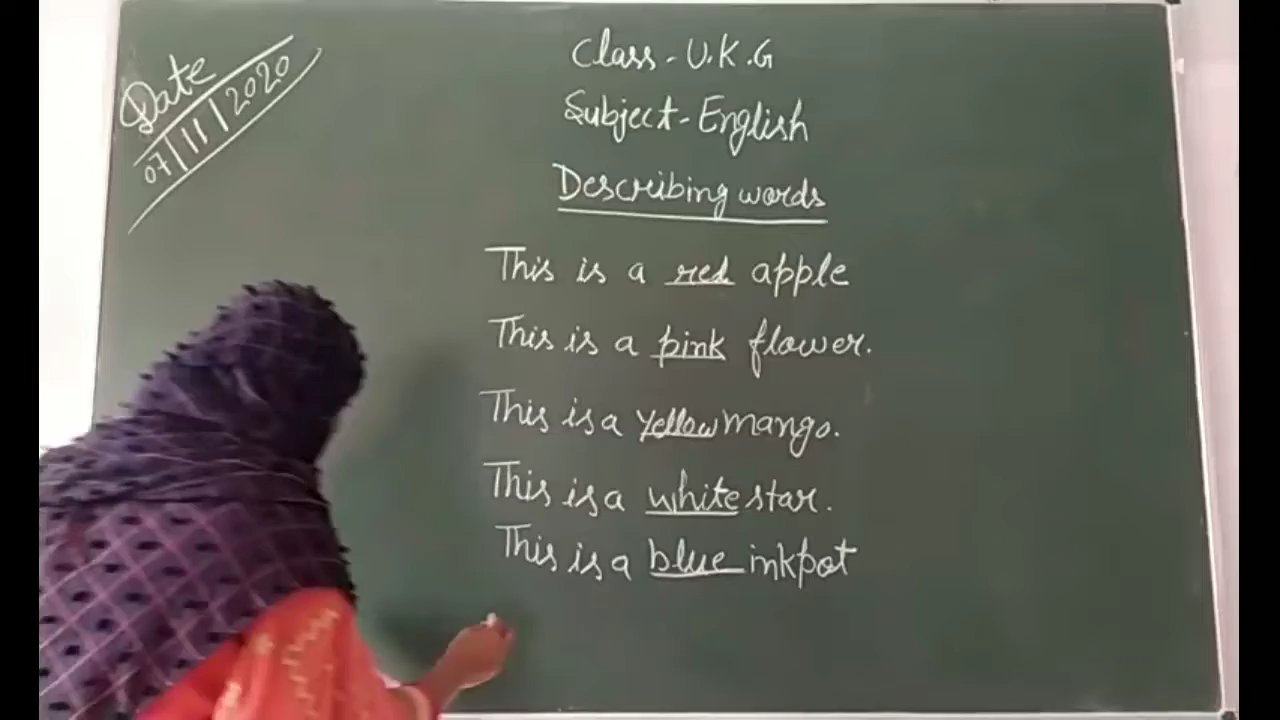 Date
07/11/2020
Class - U.K.G
Subject - English
Describing words
This is a red apple
This is a pink flower.
This is a yellow mango.
This is a white star.
This is a blue inkpot